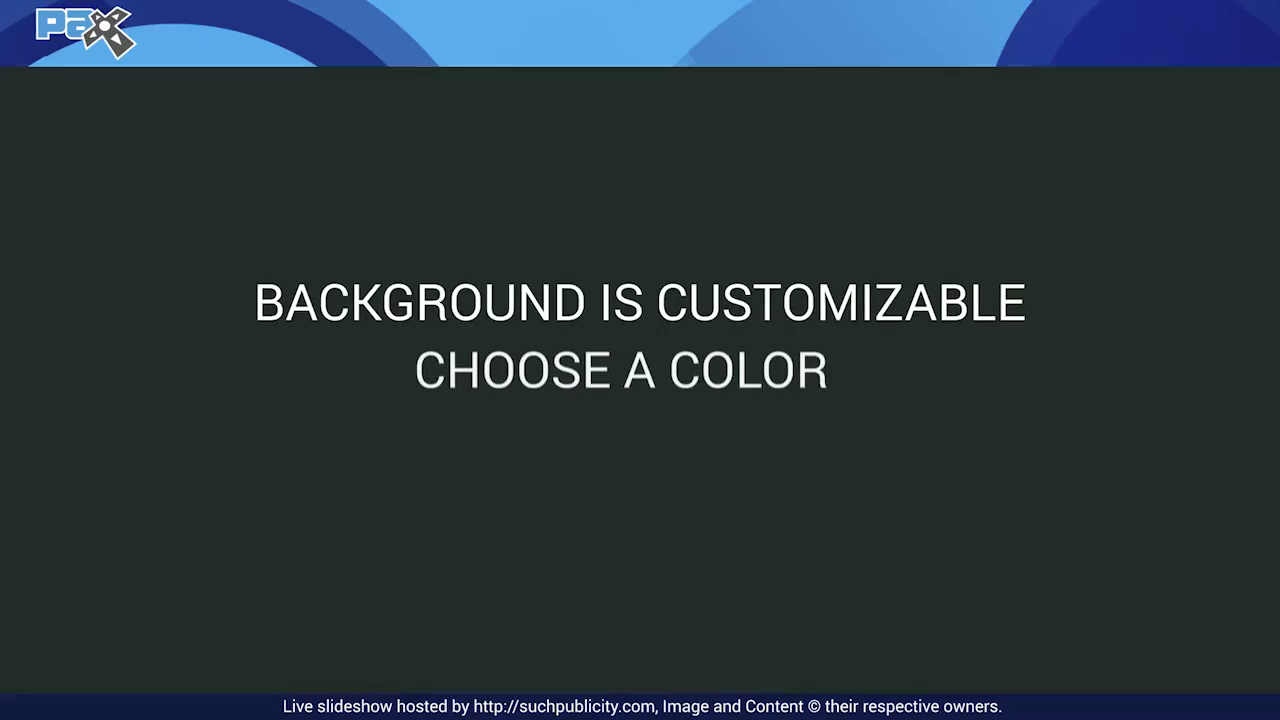 pax
BACKGROUND IS CUSTOMIZABLE
CHOOSE A COLOR
Live slideshow hosted by http://suchpublicity.com, Image and Content © their respective owners.